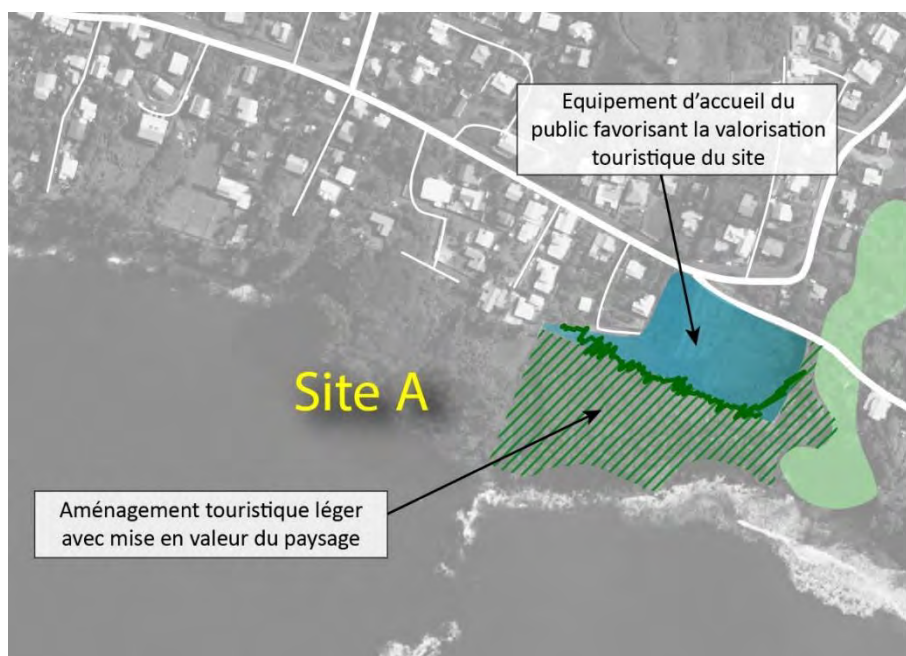 Equipement d'accueil du
public favorisant la valorisation
touristique du site
Site A
Aménagement touristique léger
avec mise en valeur du paysage